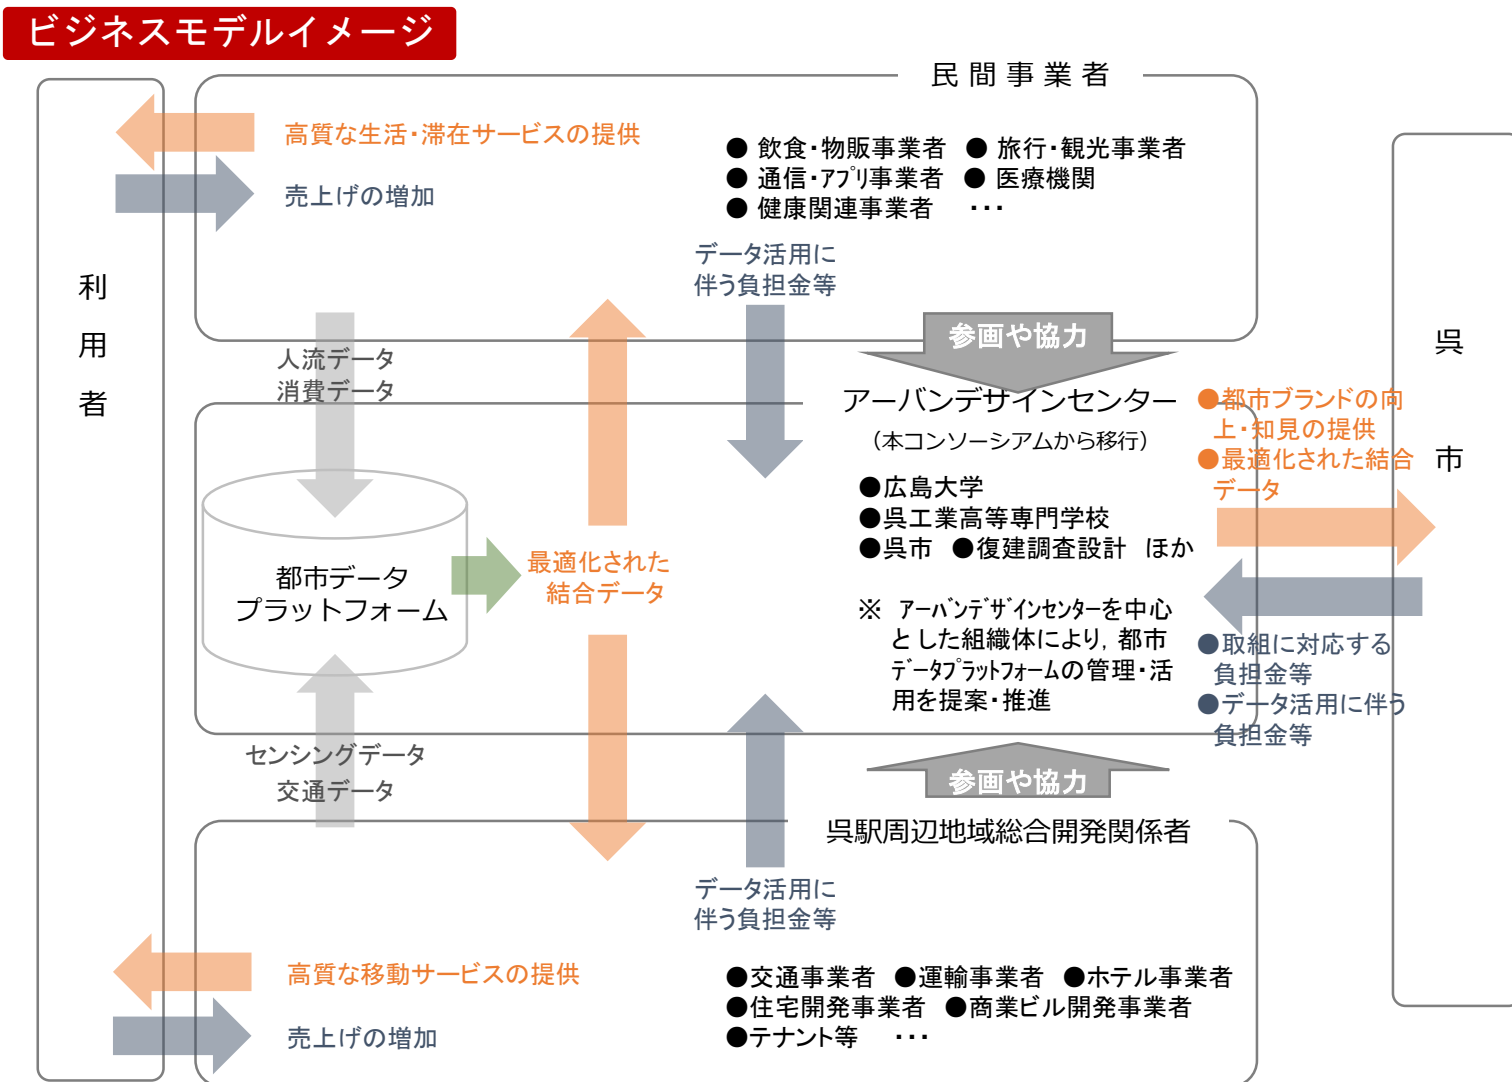 ビジネスモデルイメージ
民間事業者
高質な生活・滞在サービスの提供
売上げの増加
● 飲食・物販事業者 ● 旅行・観光事業者
● 通信・アプリ事業者 ● 医療機関
● 健康関連事業者 ・・・
データ活用に
伴う負担金等
利用者
人流データ
消費データ
参画や協力
アーバンデザインセンター
（本コンソーシアムから移行）
●広島大学
●呉工業高等専門学校
●呉市 ●復建調査設計 ほか
※ アーバンデザインセンターを中心
とした組織体により，都市
データプラットフォームの管理・活
用を提案・推進
都市データ
プラットフォーム
最適化された
結合データ
●都市ブランドの向
上・知見の提供
●最適化された結合
データ
呉市
●取組に対応する
負担金等
●データ活用に伴う
負担金等
センシングデータ
交通データ
参画や協力
呉駅周辺地域総合開発関係者
データ活用に
伴う負担金等
高質な移動サービスの提供
売上げの増加
●交通事業者 ●運輸事業者 ●ホテル事業者
●住宅開発事業者 ●商業ビル開発事業者
●テナント等 ・・・